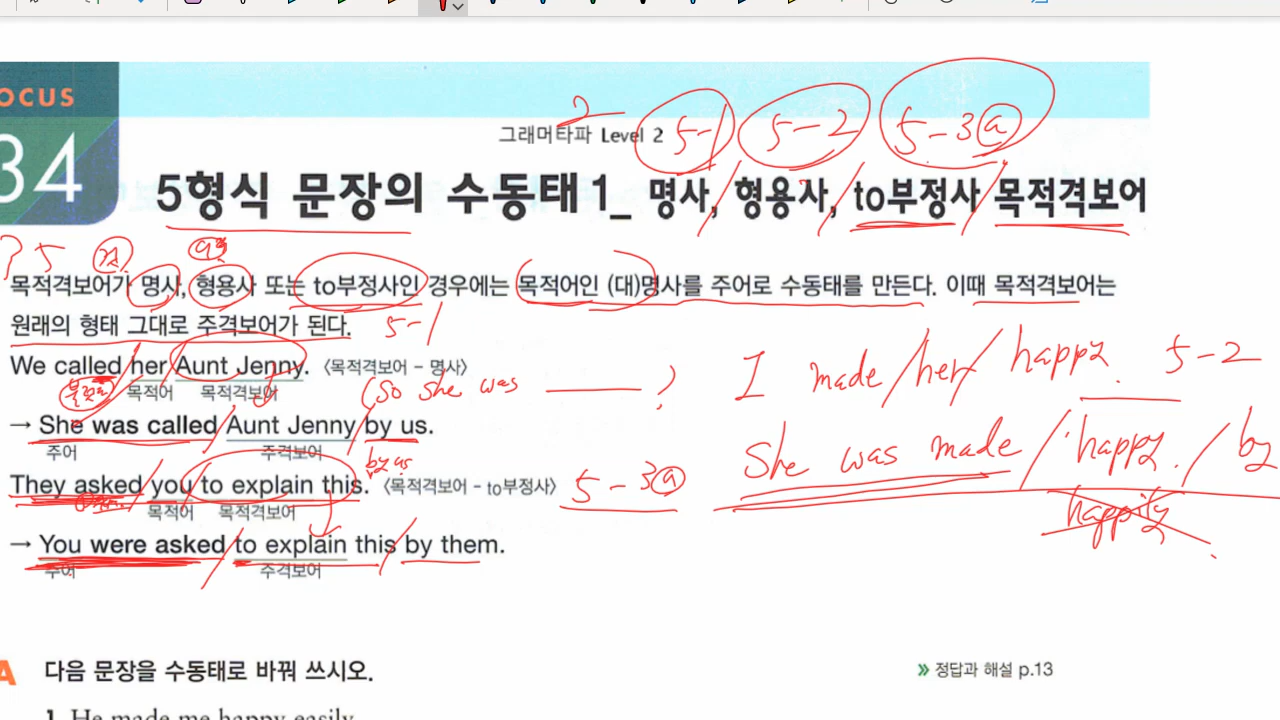 OCUS
34
2
그래머타파 Level 2
5-1 5-2 5-3ⓐ
5형식 문장의 수동태1_ 명사, 형용사, to부정사 목적격보어
5
목적격보어가 명사, 형용사 또는 to부정사인 경우에는 목적어인 (대)명사를 주어로 수동태를 만든다. 이때 목적격보어는
원래의 형태 그대로 주격보어가 된다. 5-1
We called her Aunt Jenny. 〈목적격보어 - 명사〉
목적어 목적격보어
(So she was ____ ?
I made / her / happy. 5-2
→ She was called Aunt Jenny by us.
주어 주격보어
by us
She was made / happy. / by
happily
They asked you to explain this. 〈목적격보어 - to부정사〉 5-3ⓐ
목적어 목적격보어
→ You were asked to explain this by them.
주어 주격보어
A 다음 문장을 수동태로 바꿔 쓰시오.
» 정답과 해설 p.13
1 He made me happy easily.